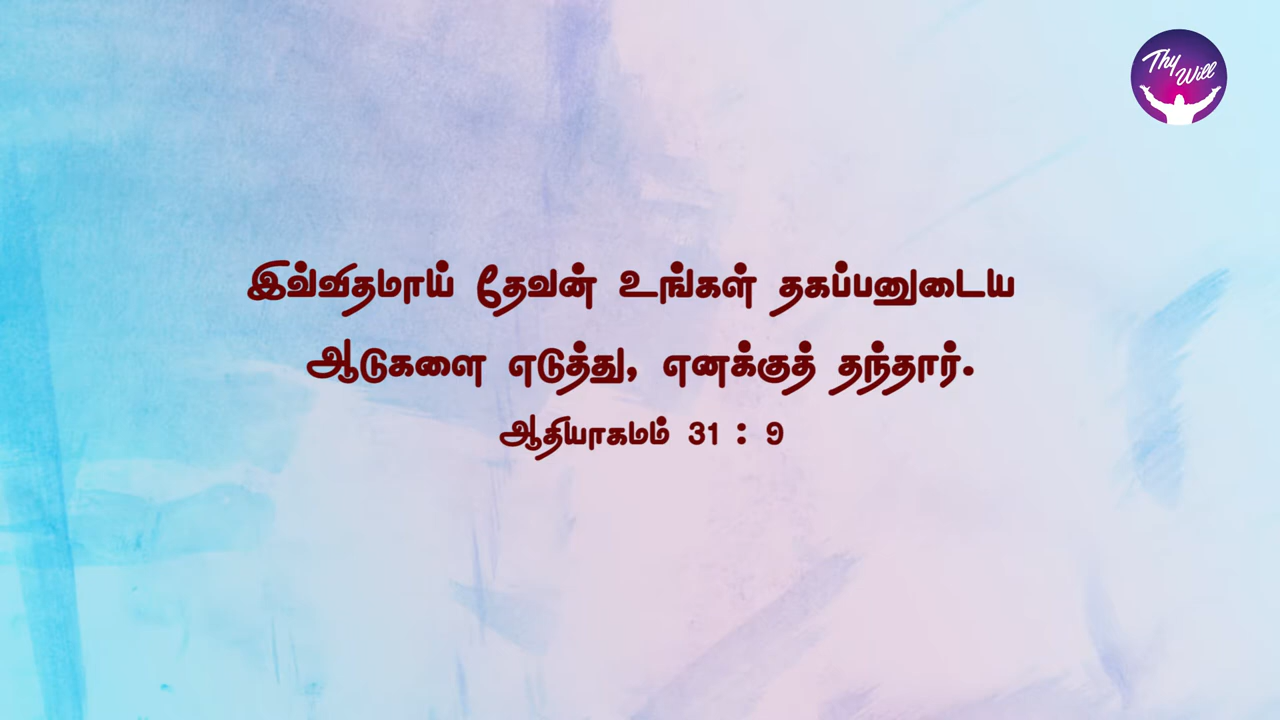 Thy Will
இவ்விதமாய் தேவன் உங்கள் தகப்பனுடைய
ஆடுகளை எடுத்து, எனக்குத் தந்தார்.
ஆதியாகமம் 31 : 9